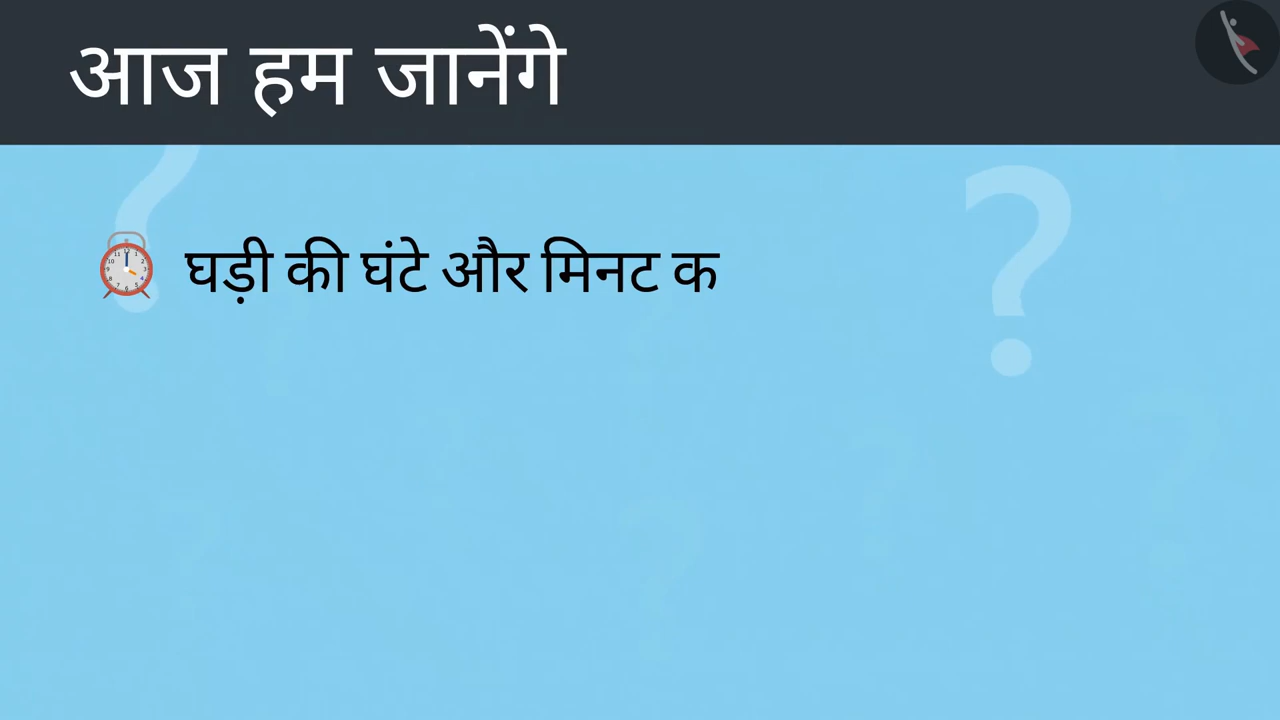 आज हम जानेंगे
घड़ी की घंटे और मिनट क